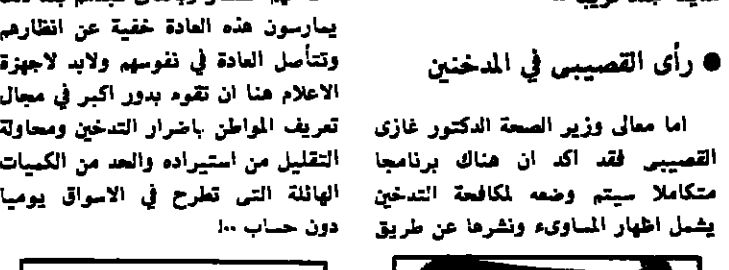 ● رأى القصيبى في المدخنين
اما معالى وزير الصحة الدكتور غازى
القصيبى فقد اكد ان هناك برنامجا
متكاملا سيتم وضعه لمكافحة التدخين
يشمل اظهار المساوىء ونشرها عن طريق
يمارسون هذه العادة خفية عن انظارهم
وتتأصل العادة في نفوسهم ولابد لاجهزة
الاعلام هنا ان تقوم بدور اكبر في مجال
تعريف المواطن باضرار التدخين ومحاولة
التقليل من استيراده والحد من الكميات
الهائلة التى تطرح في الاسواق يوميا
دون حساب ..!